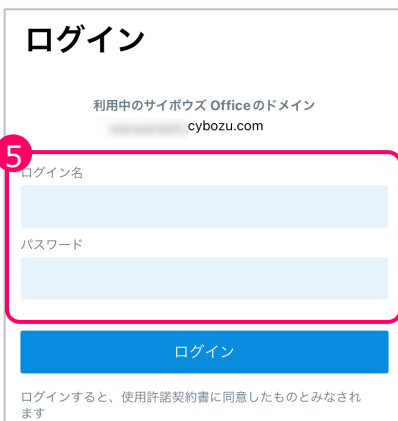 ログイン
利用中のサイボウズ Officeのドメイン
cybozu.com
5
ログイン名
パスワード
ログイン
ログインすると、使用許諾契約書に同意したものとみなされ
ます